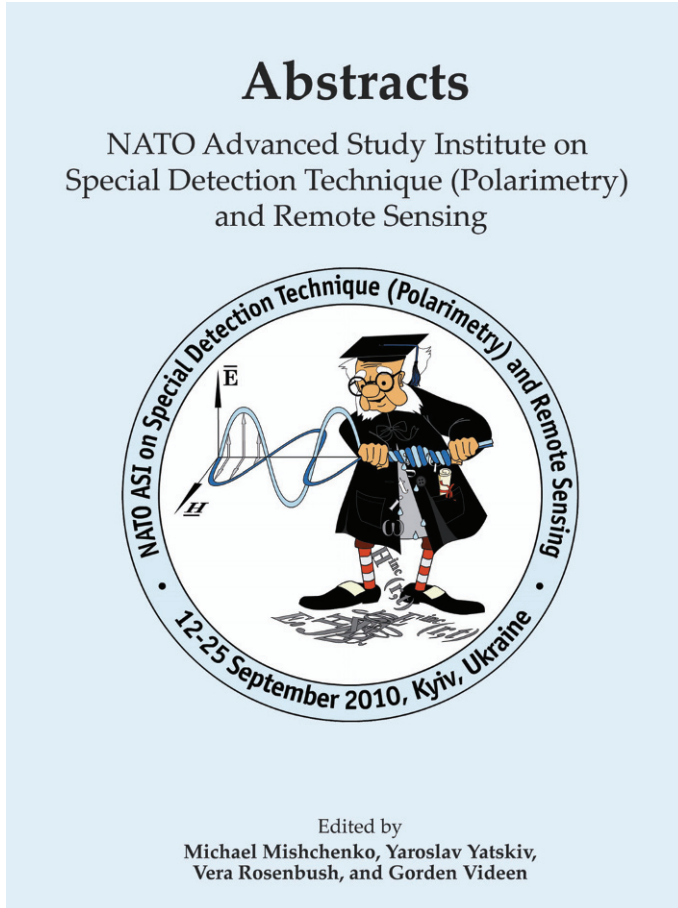 Abstracts
NATO Advanced Study Institute on
Special Detection Technique (Polarimetry)
and Remote Sensing
NATO ASI on Special Detection Technique (Polarimetry) and Remote Sensing
E
H
ω
H^inc (r,t)
E^inc (r,t)
• 12-25 September 2010, Kyiv, Ukraine •
Edited by
Michael Mishchenko, Yaroslav Yatskiv,
Vera Rosenbush, and Gorden Videen